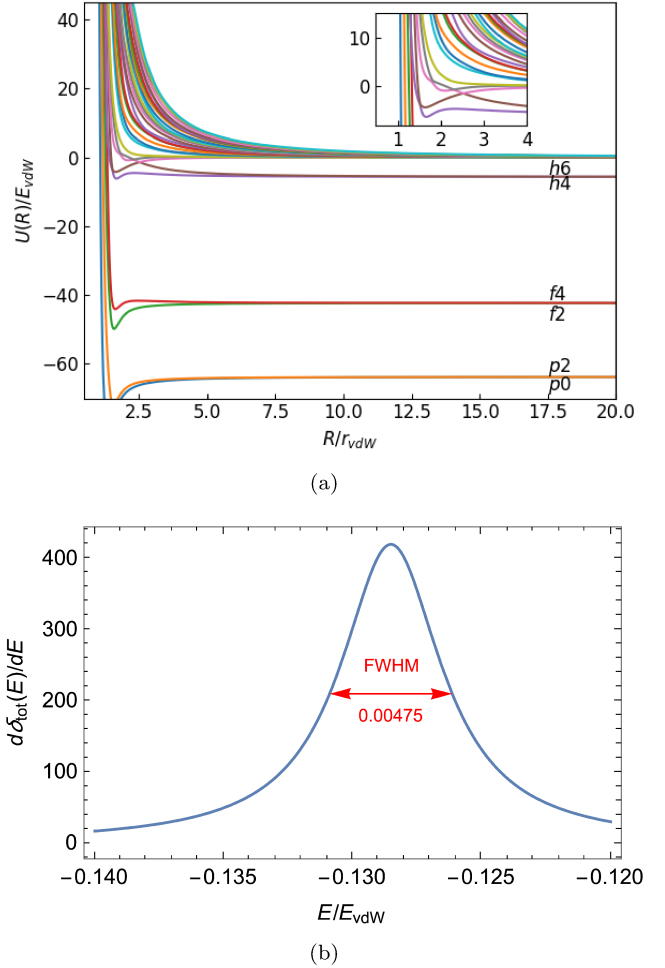 40
20
0
−20
−40
−60
U(R)/E_vdW
10
0
1 2 3 4
h6
h4
f4
f2
p2
p0
2.5 5.0 7.5 10.0 12.5 15.0 17.5 20.0
R/r_vdW
(a)
400
300
200
100
0
dδ_tot(E)/dE
FWHM
0.00475
−0.140 −0.135 −0.130 −0.125 −0.120
E/E_vdW
(b)